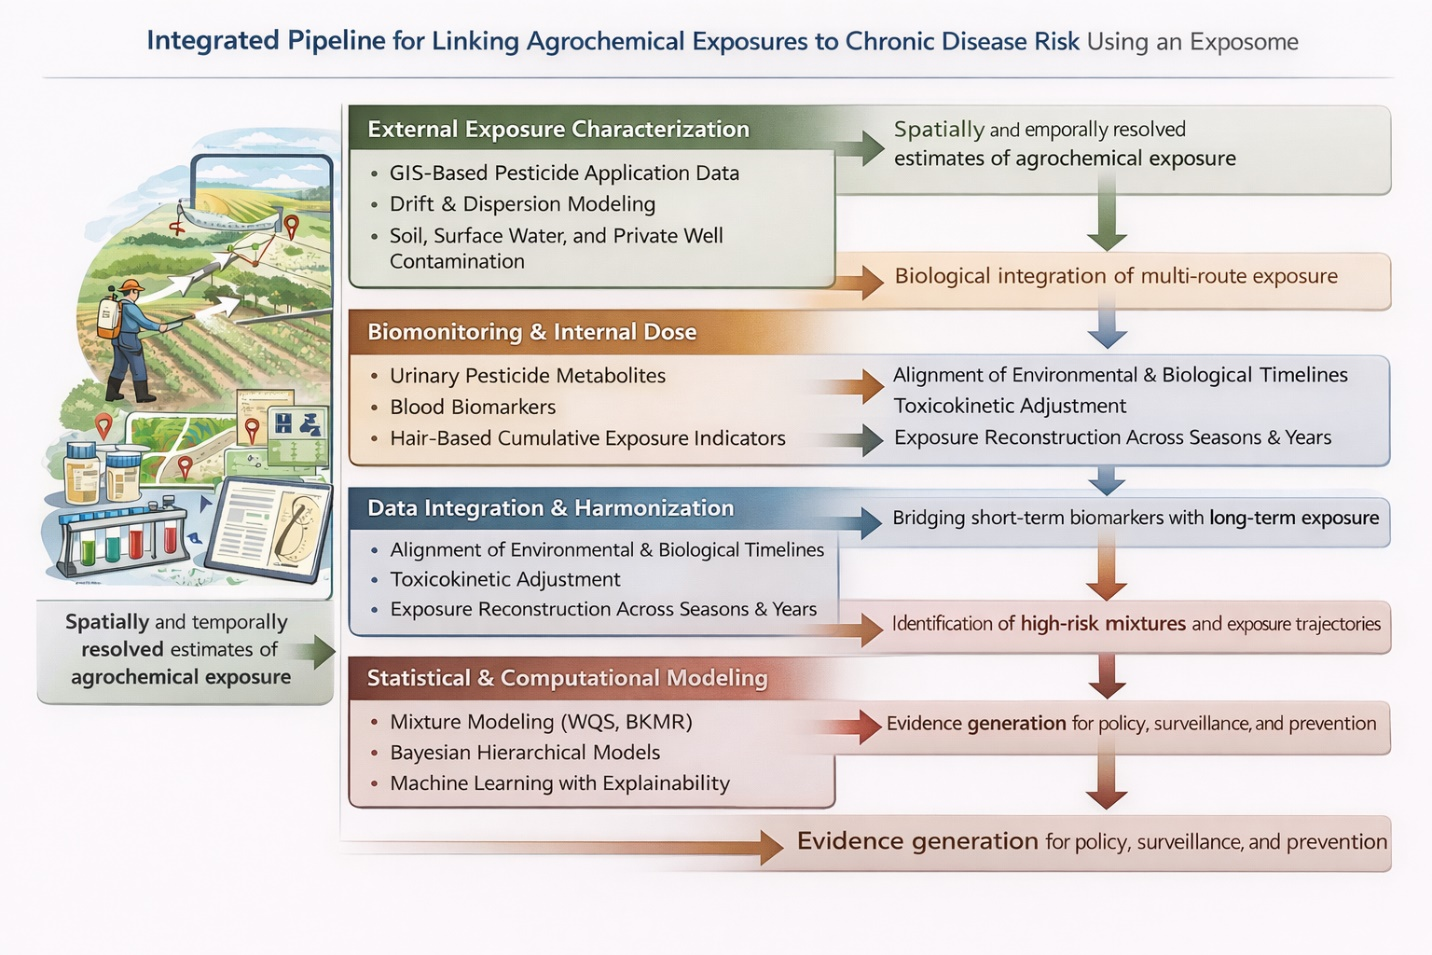 Integrated Pipeline for Linking Agrochemical Exposures to Chronic Disease Risk Using an Exposome
External Exposure Characterization
• GIS-Based Pesticide Application Data
• Drift & Dispersion Modeling
• Soil, Surface Water, and Private Well
Contamination
Spatially and emporally resolved
estimates of agrochemical exposure
Biological integration of multi-route exposure
Biomonitoring & Internal Dose
• Urinary Pesticide Metabolites
• Blood Biomarkers
• Hair-Based Cumulative Exposure Indicators
Alignment of Environmental & Biological Timelines
Toxicokinetic Adjustment
Exposure Reconstruction Across Seasons & Years
Data Integration & Harmonization
• Alignment of Environmental & Biological Timelines
• Toxicokinetic Adjustment
• Exposure Reconstruction Across Seasons & Years
Bridging short-term biomarkers with long-term exposure
Identification of high-risk mixtures and exposure trajectories
Spatially and temporally
resolved estimates of
agrochemical exposure
Statistical & Computational Modeling
• Mixture Modeling (WQS, BKMR)
• Bayesian Hierarchical Models
• Machine Learning with Explainability
Evidence generation for policy, surveillance, and prevention
Evidence generation for policy, surveillance, and prevention